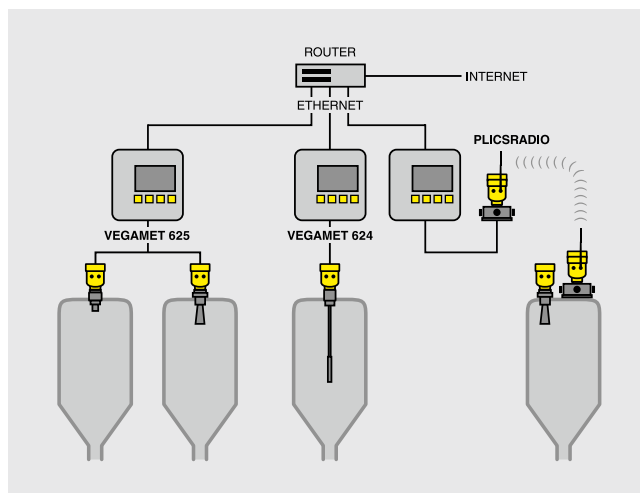 ROUTER
INTERNET
ETHERNET
PLICSRADIO
VEGAMET 625
VEGAMET 624